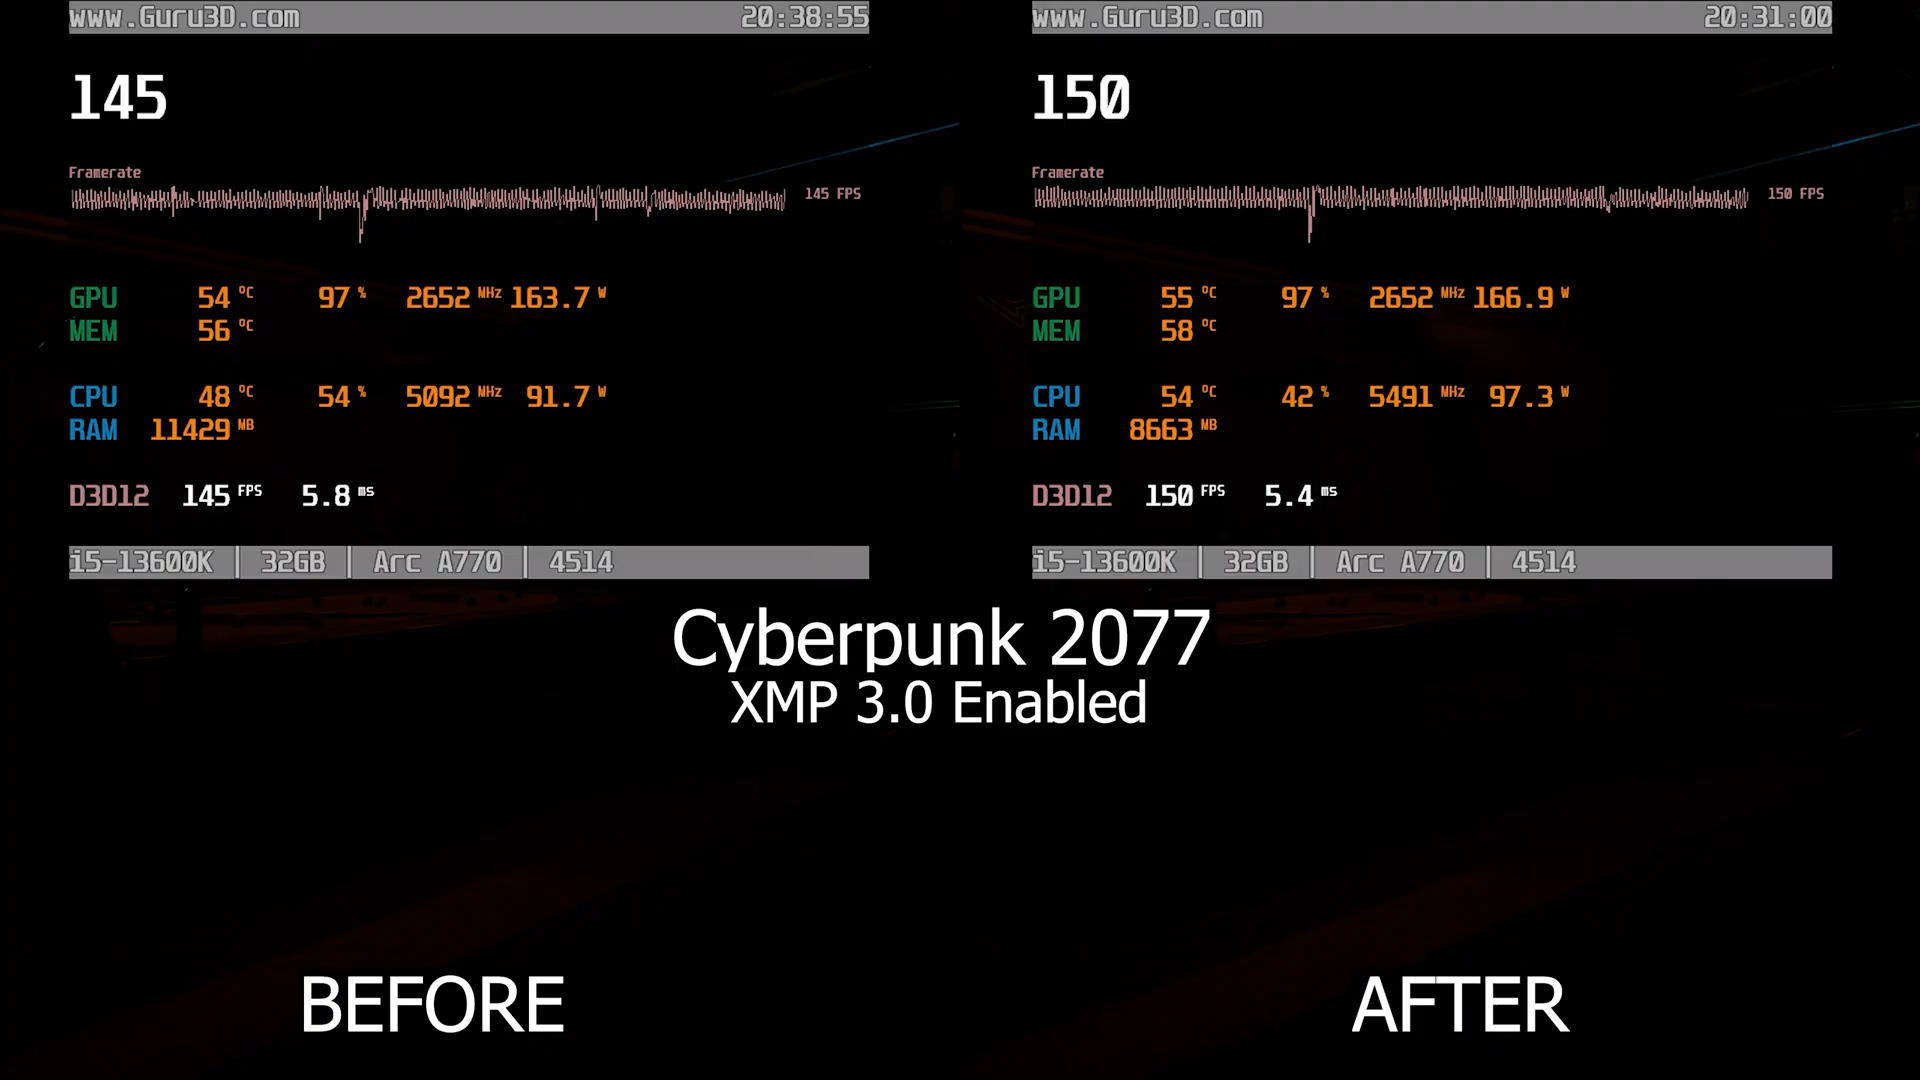 www.Guru3D.com 20:38:55
145
Framerate
145 FPS
GPU 54 °C 97 % 2652 MHz 163.7 W
MEM 56 °C
CPU 48 °C 54 % 5092 MHz 91.7 W
RAM 11429 MB
D3D12 145 FPS 5.8 ms
i5-13600K | 32GB | Arc A770 | 4514
www.Guru3D.com 20:31:00
150
Framerate
150 FPS
GPU 55 °C 97 % 2652 MHz 166.9 W
MEM 58 °C
CPU 54 °C 42 % 5491 MHz 97.3 W
RAM 8663 MB
D3D12 150 FPS 5.4 ms
i5-13600K | 32GB | Arc A770 | 4514
Cyberpunk 2077
XMP 3.0 Enabled
BEFORE
AFTER